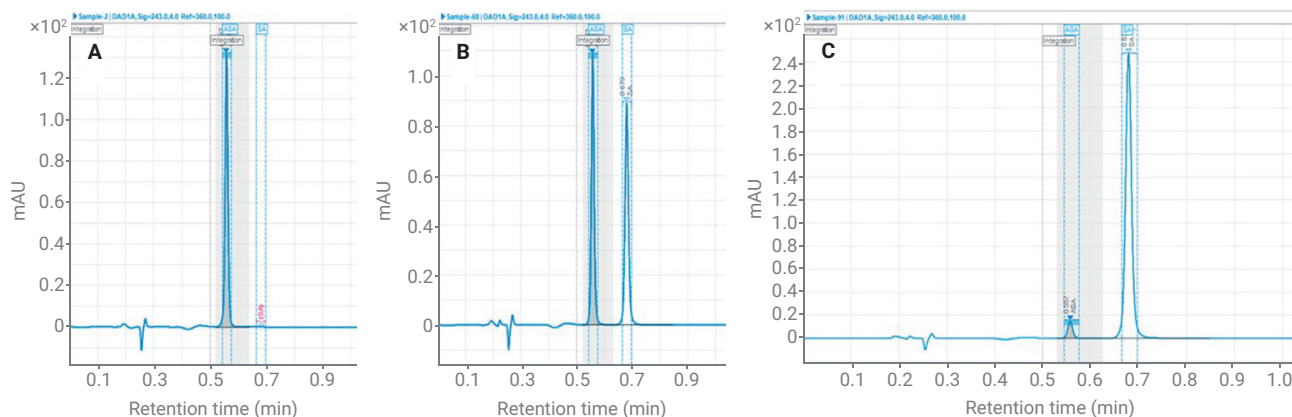 Sample-2 | DAD1A, Sig=243.0,4.0 Ref=360.0,100.0
×10²
Integration
ASA
SA
Integration
A
1.2
1.0
0.8
0.6
0.4
0.2
0
mAU
0.1 0.3 0.5 0.7 0.9
Retention time (min)
Sample-68 | DAD1A, Sig=243.0,4.0 Ref=360.0,100.0
×10²
Integration
ASA
SA
Integration
B
0.679
SA
1.0
0.8
0.6
0.4
0.2
0
mAU
0.1 0.3 0.5 0.7 0.9
Retention time (min)
Sample-91 | DAD1A, Sig=243.0,4.0 Ref=360.0,100.0
×10²
Integration
ASA
SA
Integration
C
SA
ASA
2.4
2.2
2.0
1.8
1.6
1.4
1.2
1.0
0.8
0.6
0.4
0.2
0
mAU
0.1 0.2 0.3 0.4 0.5 0.6 0.7 0.8 0.9 1.0
Retention time (min)